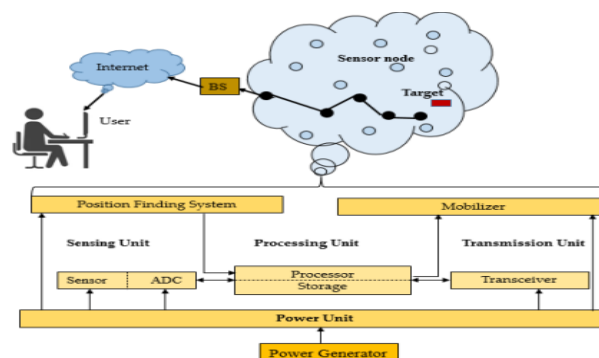 Sensor node
Internet
BS
Target
User
Position Finding System
Mobilizer
Sensing Unit
Processing Unit
Transmission Unit
Sensor
ADC
Processor
Storage
Transceiver
Power Unit
Power Generator